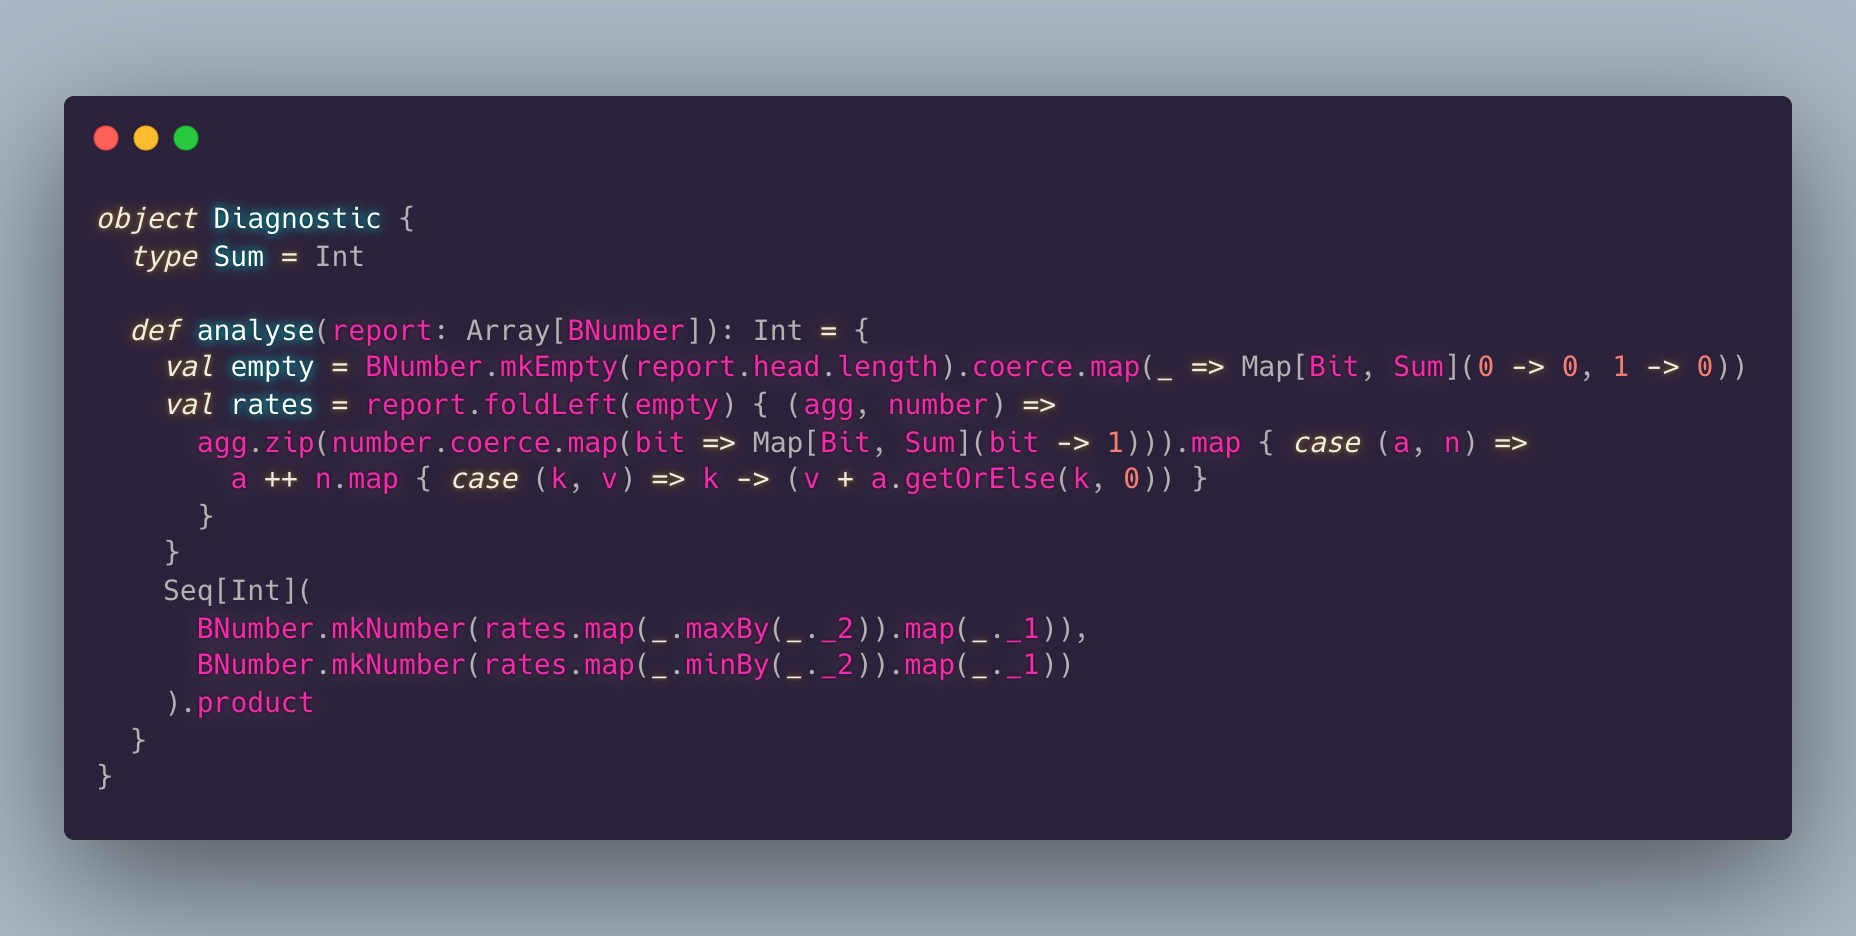 object Diagnostic {
  type Sum = Int

  def analyse(report: Array[BNumber]): Int = {
    val empty = BNumber.mkEmpty(report.head.length).coerce.map(_ => Map[Bit, Sum](0 -> 0, 1 -> 0))
    val rates = report.foldLeft(empty) { (agg, number) =>
      agg.zip(number.coerce.map(bit => Map[Bit, Sum](bit -> 1))).map { case (a, n) =>
        a ++ n.map { case (k, v) => k -> (v + a.getOrElse(k, 0)) }
      }
    }
    Seq[Int](
      BNumber.mkNumber(rates.map(_.maxBy(_._2)).map(_._1)),
      BNumber.mkNumber(rates.map(_.minBy(_._2)).map(_._1))
    ).product
  }
}